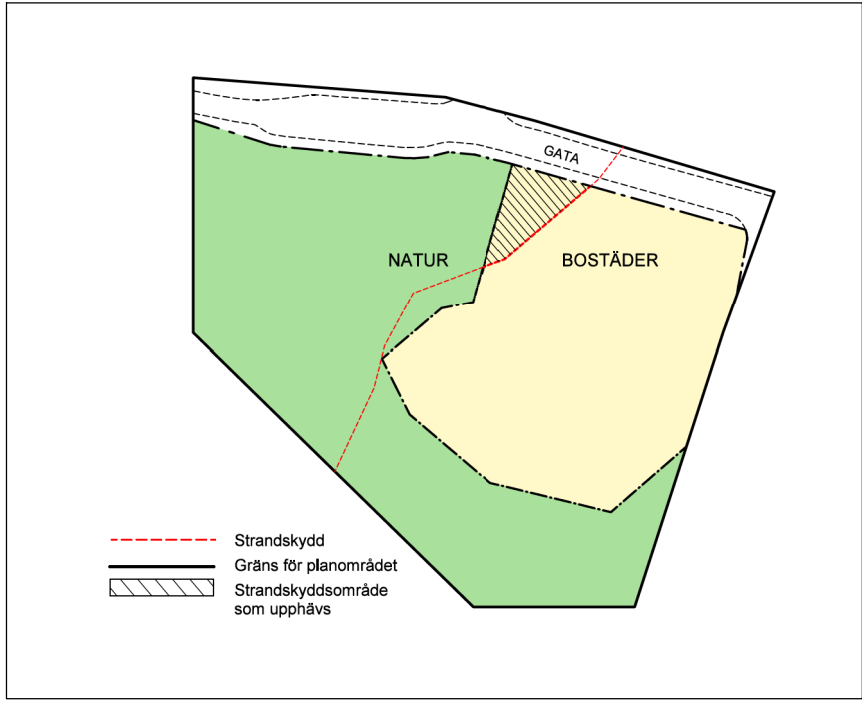 GATA
NATUR
BOSTÄDER
Strandskydd
Gräns för planområdet
Strandskyddsområde
som upphävs